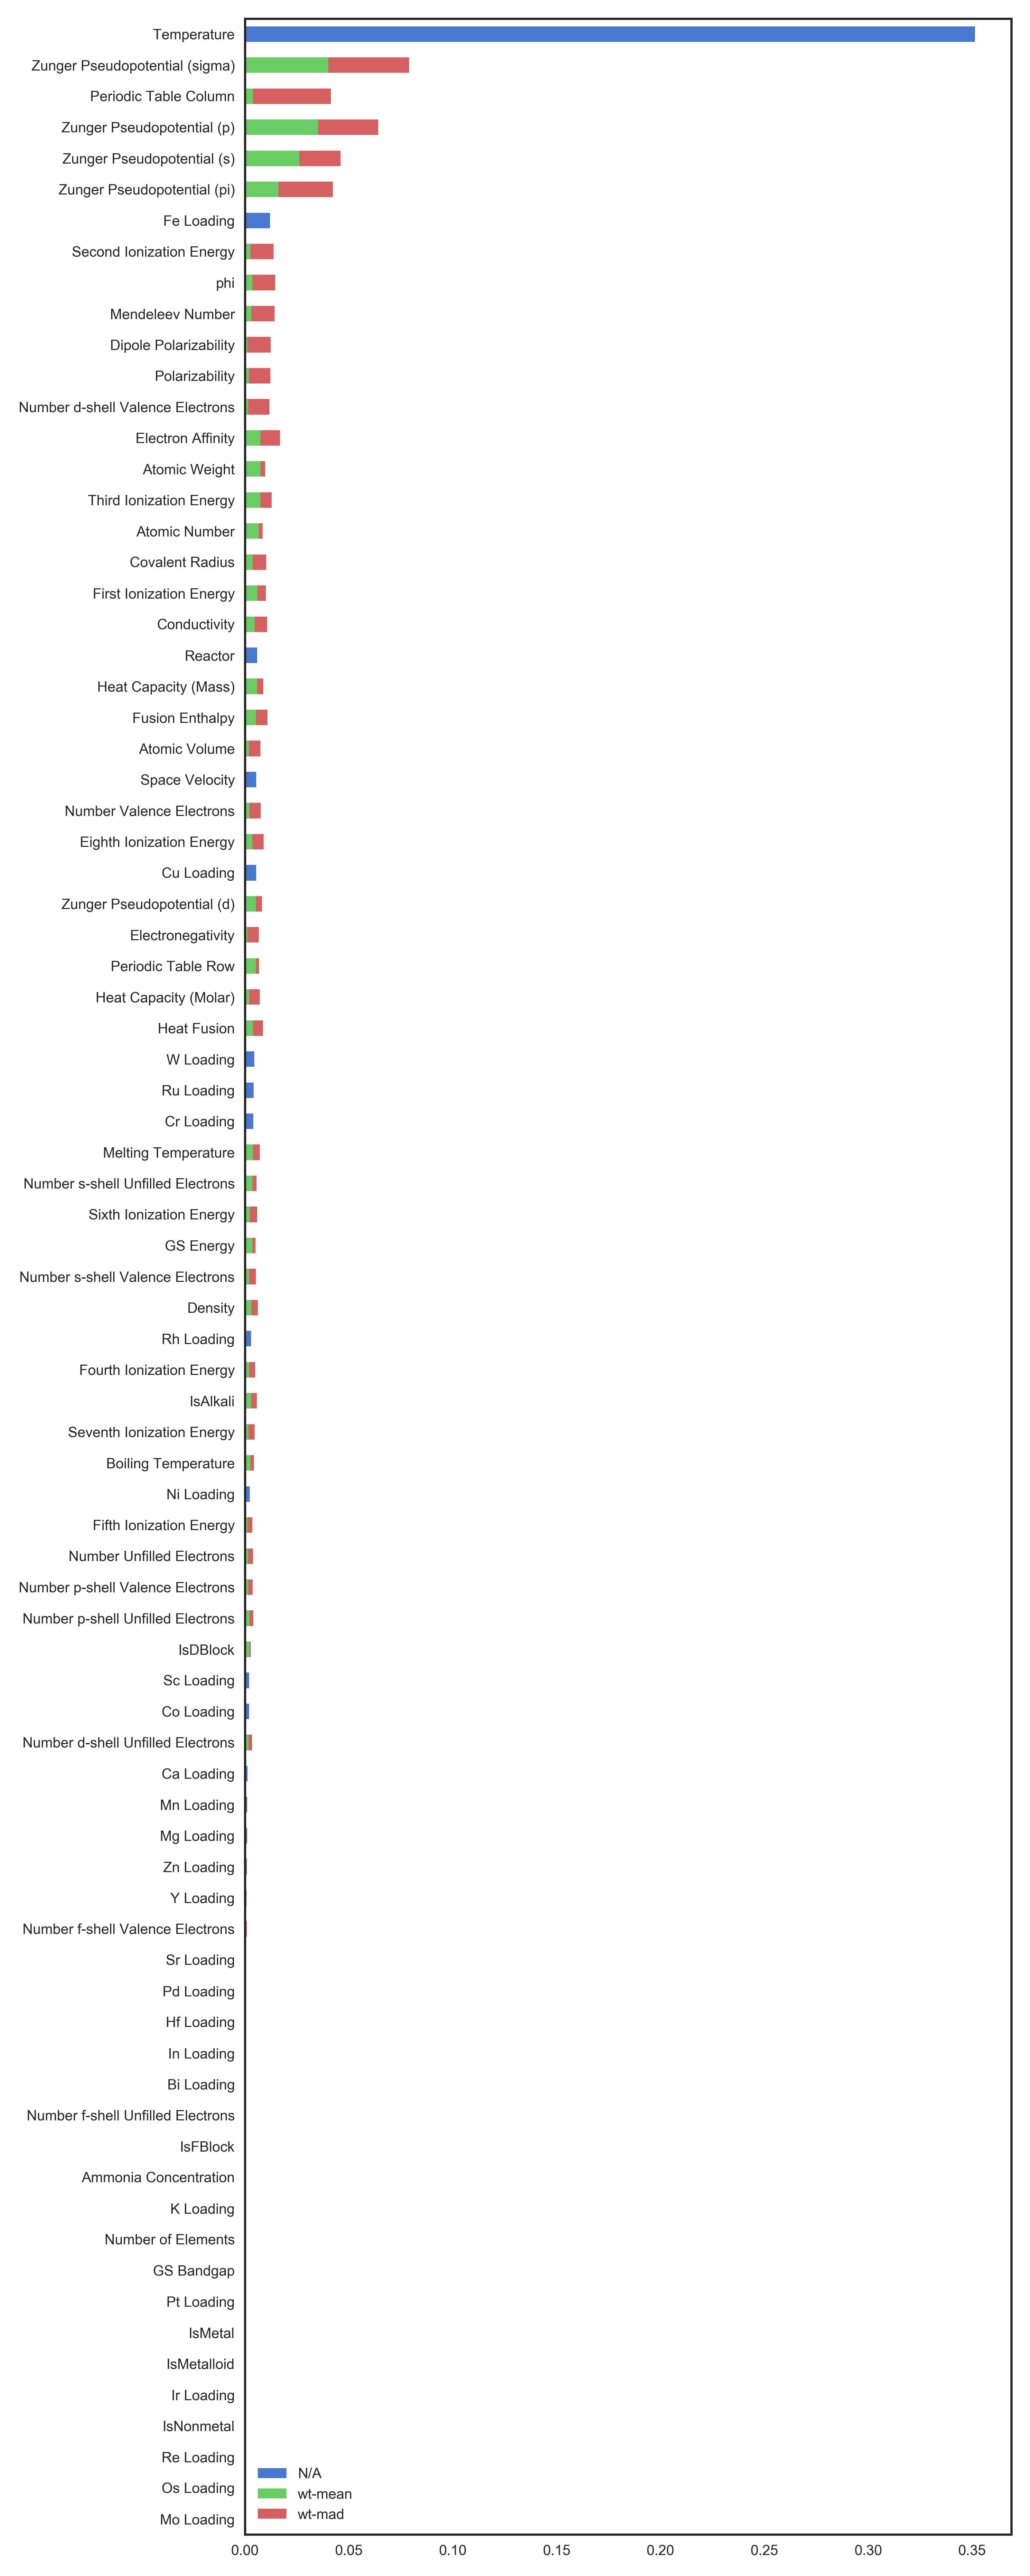 Temperature
Zunger Pseudopotential (sigma)
Periodic Table Column
Zunger Pseudopotential (p)
Zunger Pseudopotential (s)
Zunger Pseudopotential (pi)
Fe Loading
Second Ionization Energy
phi
Mendeleev Number
Dipole Polarizability
Polarizability
Number d-shell Valence Electrons
Electron Affinity
Atomic Weight
Third Ionization Energy
Atomic Number
Covalent Radius
First Ionization Energy
Conductivity
Reactor
Heat Capacity (Mass)
Fusion Enthalpy
Atomic Volume
Space Velocity
Number Valence Electrons
Eighth Ionization Energy
Cu Loading
Zunger Pseudopotential (d)
Electronegativity
Periodic Table Row
Heat Capacity (Molar)
Heat Fusion
W Loading
Ru Loading
Cr Loading
Melting Temperature
Number s-shell Unfilled Electrons
Sixth Ionization Energy
GS Energy
Number s-shell Valence Electrons
Density
Rh Loading
Fourth Ionization Energy
IsAlkali
Seventh Ionization Energy
Boiling Temperature
Ni Loading
Fifth Ionization Energy
Number Unfilled Electrons
Number p-shell Valence Electrons
Number p-shell Unfilled Electrons
IsDBlock
Sc Loading
Co Loading
Number d-shell Unfilled Electrons
Ca Loading
Mn Loading
Mg Loading
Zn Loading
Y Loading
Number f-shell Valence Electrons
Sr Loading
Pd Loading
Hf Loading
In Loading
Bi Loading
Number f-shell Unfilled Electrons
IsFBlock
Ammonia Concentration
K Loading
Number of Elements
GS Bandgap
Pt Loading
IsMetal
IsMetalloid
Ir Loading
IsNonmetal
Re Loading
Os Loading
Mo Loading
N/A
wt-mean
wt-mad
0.00 0.05 0.10 0.15 0.20 0.25 0.30 0.35